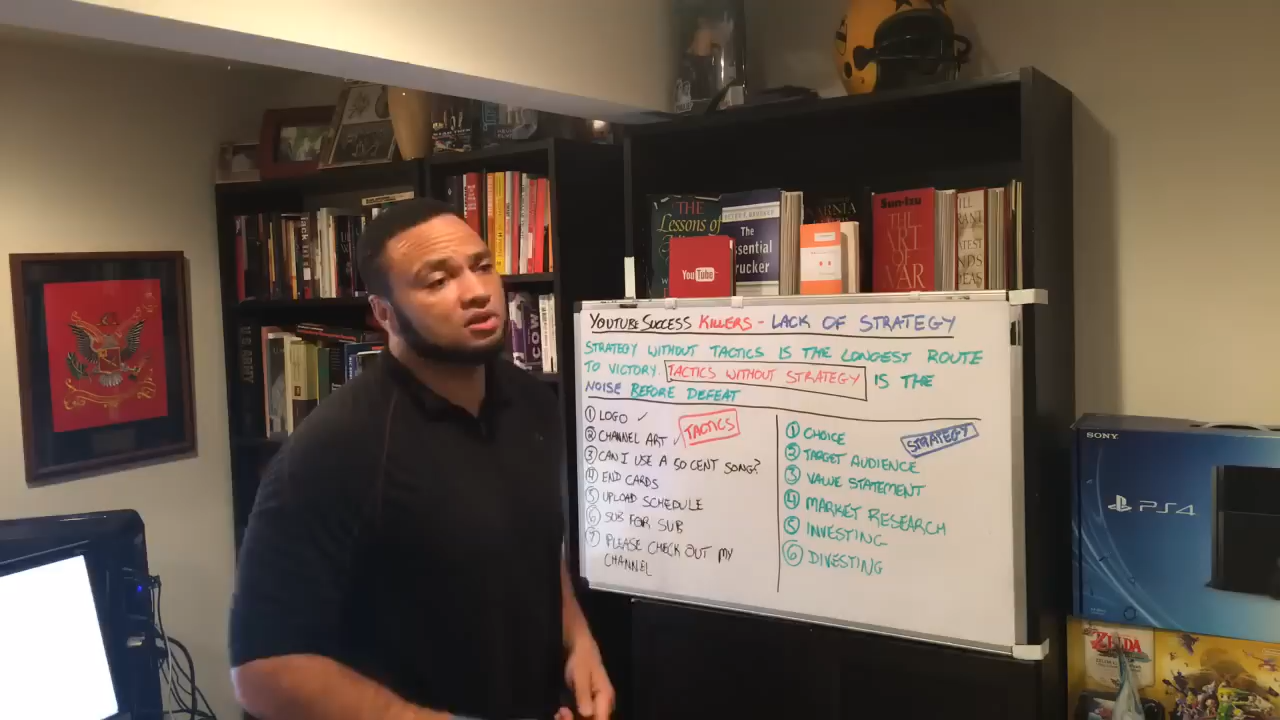 THE
Lessons of
The
Essential
Drucker
NARNIA
Sun-tzu
THE
ART
OF
WAR
YouTube
U.S. ARMY
YOUTUBE SUCCESS KILLERS - LACK OF STRATEGY
STRATEGY WITHOUT TACTICS IS THE LONGEST ROUTE
TO VICTORY. TACTICS WITHOUT STRATEGY IS THE
NOISE BEFORE DEFEAT
① LOGO ✓
② CHANNEL ART ✓
TACTICS
③ CAN I USE A 50 CENT SONG?
④ END CARDS
⑤ UPLOAD SCHEDULE
⑥ SUB FOR SUB
⑦ PLEASE CHECK OUT MY
CHANNEL
STRATEGY
① CHOICE
② TARGET AUDIENCE
③ VALUE STATEMENT
④ MARKET RESEARCH
⑤ INVESTING
⑥ DIVESTING
SONY
PS4
ZELDA